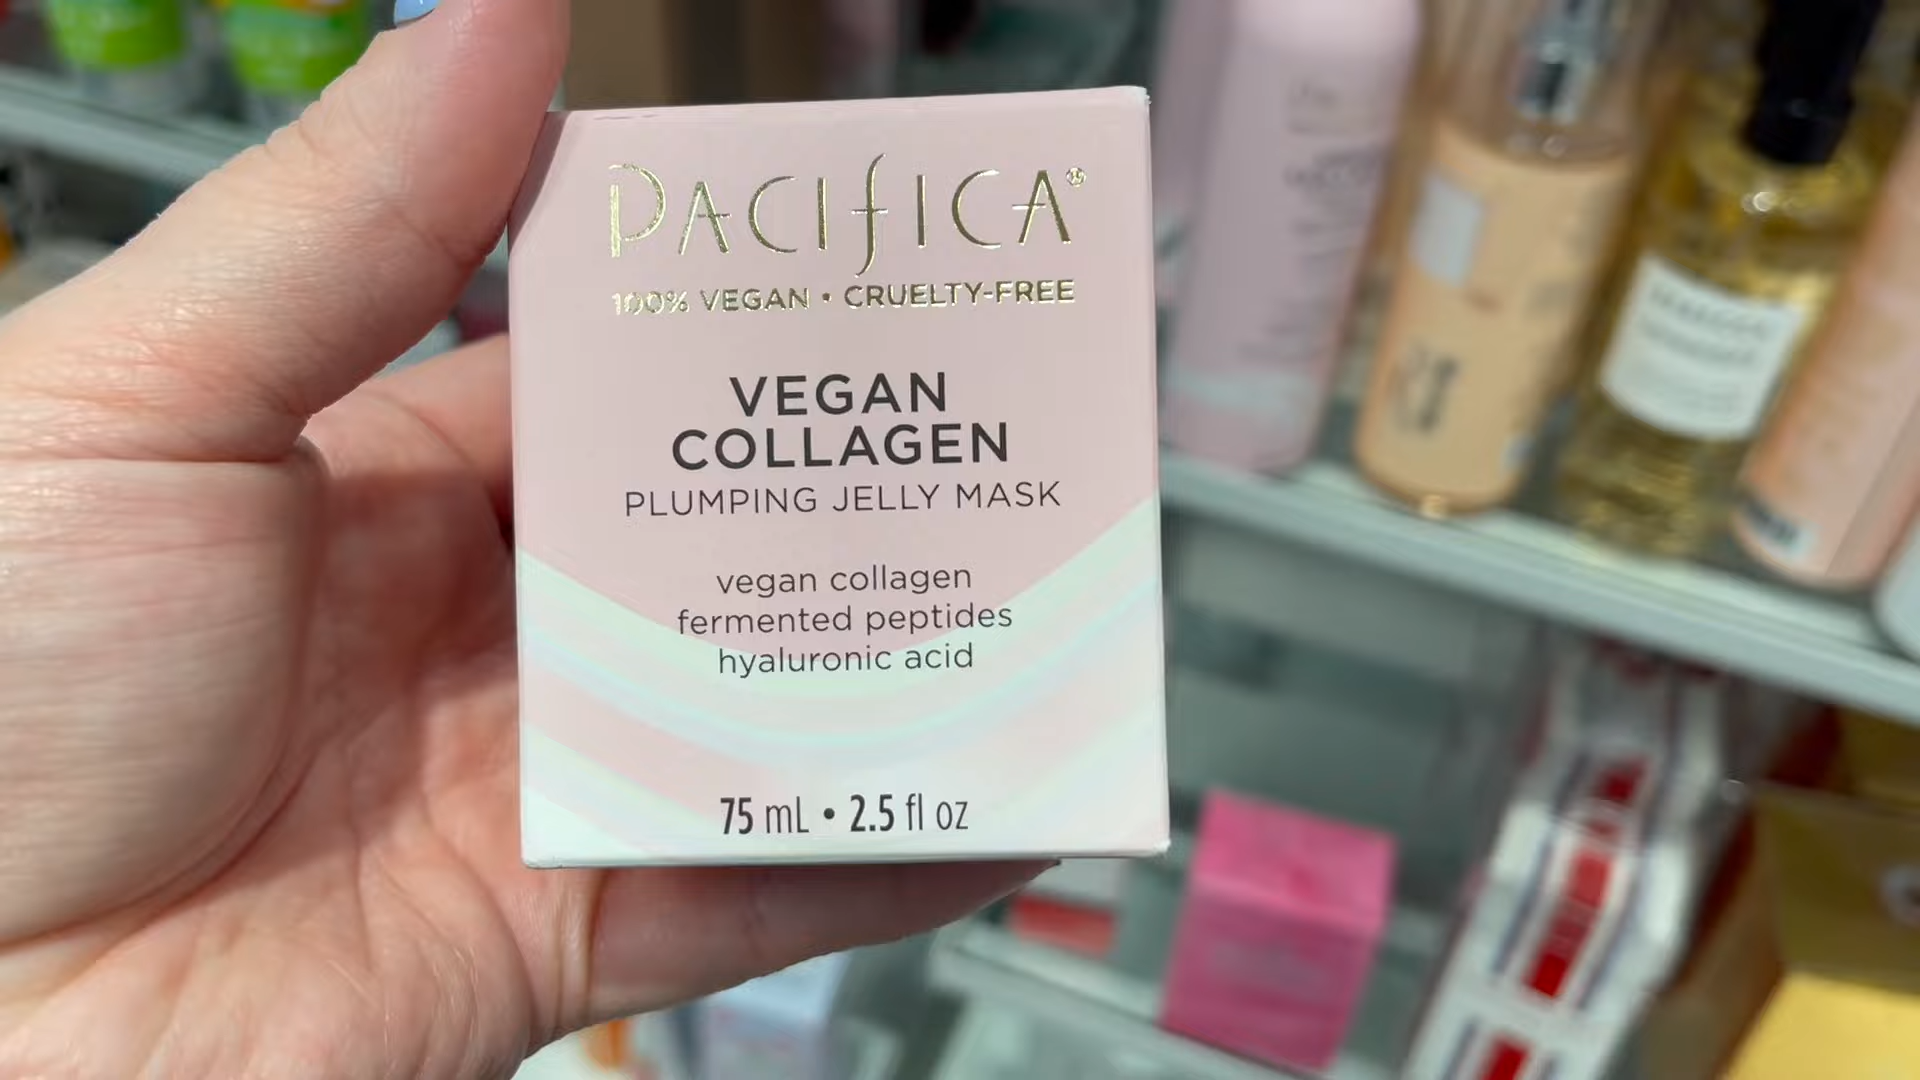 PACIFICA®
100% VEGAN • CRUELTY-FREE
VEGAN
COLLAGEN
PLUMPING JELLY MASK
vegan collagen
fermented peptides
hyaluronic acid
75 mL • 2.5 fl oz